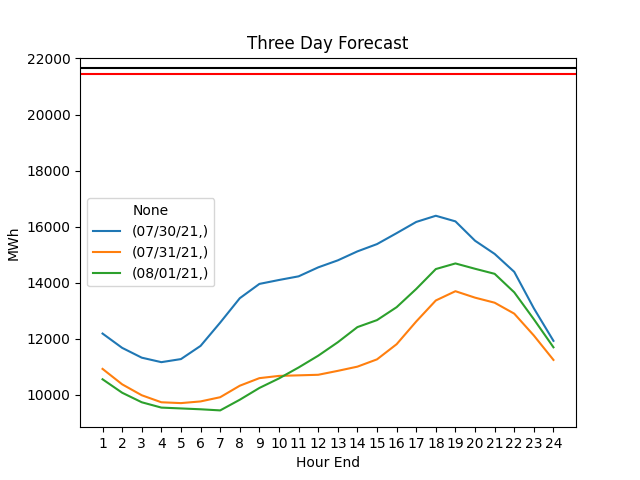 Three Day Forecast
22000
20000
18000
16000
14000
12000
10000
MWh
None
(07/30/21,)
(07/31/21,)
(08/01/21,)
1 2 3 4 5 6 7 8 9 10 11 12 13 14 15 16 17 18 19 20 21 22 23 24
Hour End